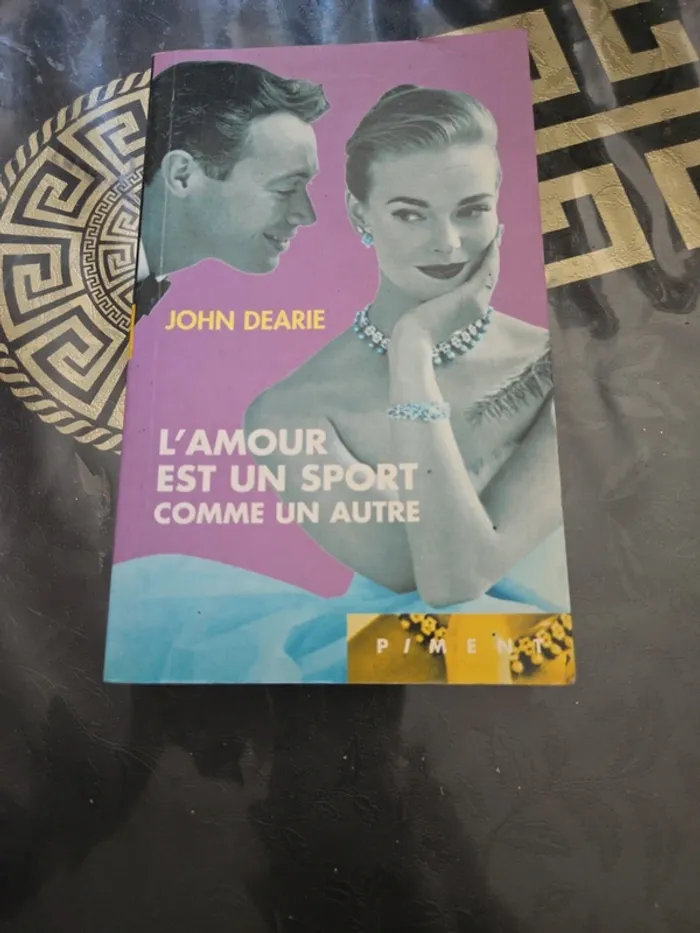 JOHN DEARIE
L'AMOUR
EST UN SPORT
COMME UN AUTRE
PIMENT